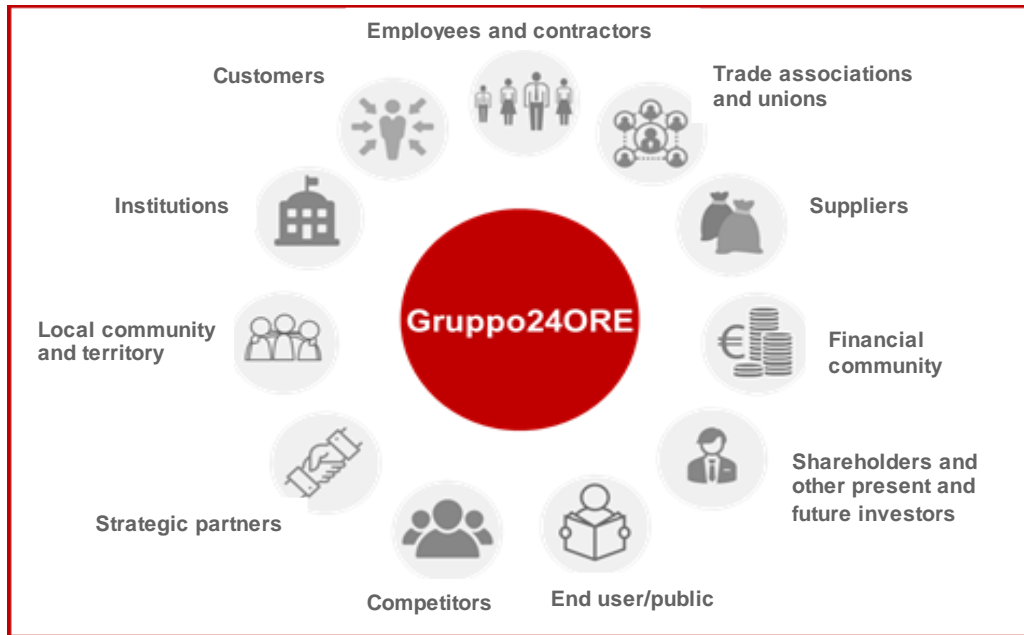 Employees and contractors
Customers
Trade associations
and unions
Institutions
Suppliers
Gruppo24ORE
Local community
and territory
Financial
community
Shareholders and
other present and
future investors
Strategic partners
Competitors
End user/public